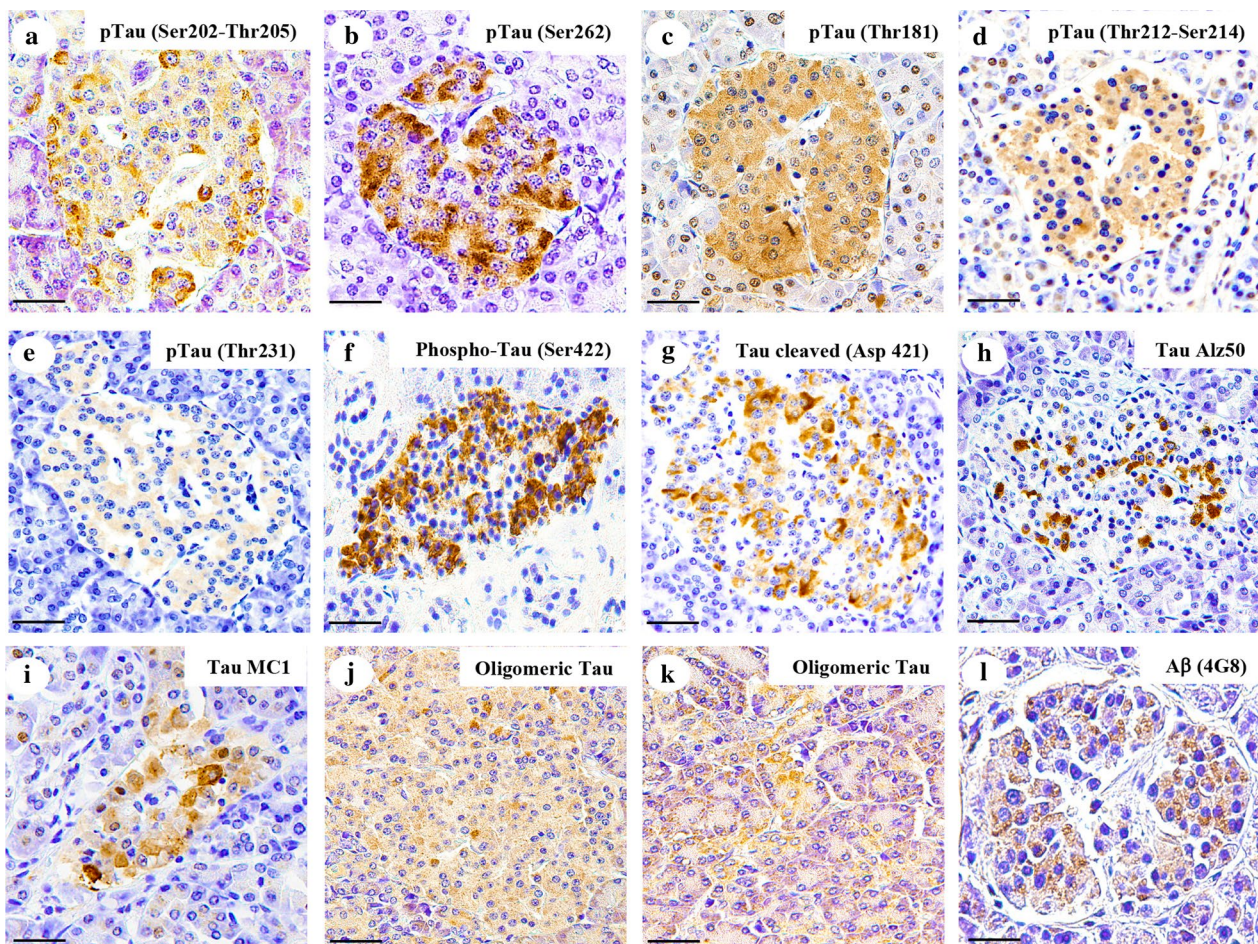 a pTau (Ser202-Thr205)
b pTau (Ser262)
c pTau (Thr181)
d pTau (Thr212-Ser214)
e pTau (Thr231)
f Phospho-Tau (Ser422)
g Tau cleaved (Asp 421)
h Tau Alz50
i Tau MC1
j Oligomeric Tau
k Oligomeric Tau
l Aβ (4G8)